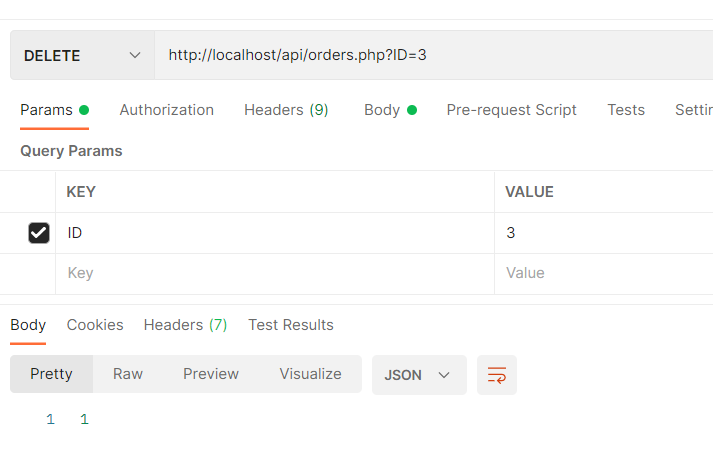 DELETE http://localhost/api/orders.php?ID=3
Params Authorization Headers (9) Body Pre-request Script Tests
Query Params
KEY VALUE
ID 3
Key Value
Body Cookies Headers (7) Test Results
Pretty Raw Preview Visualize JSON
1 1